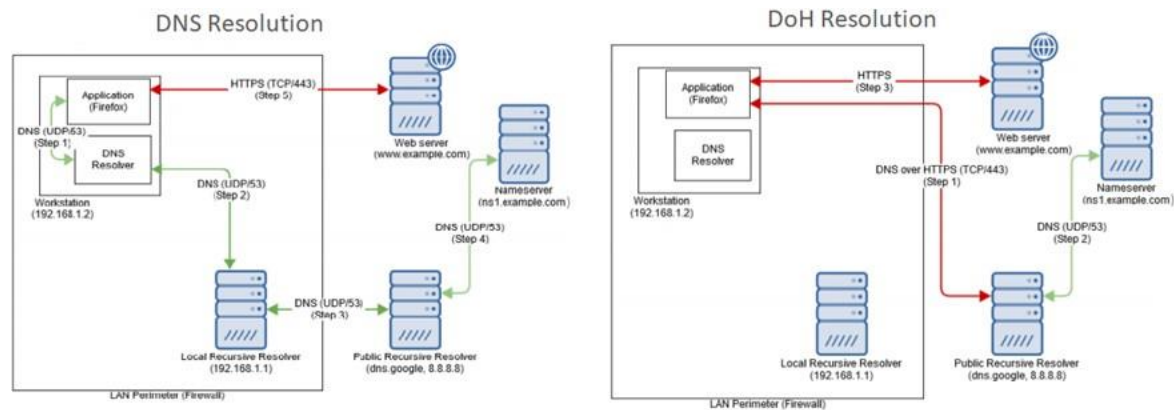 DNS Resolution
HTTPS (TCP/443)
(Step 5)
Application
(Firefox)
DNS (UDP/53)
(Step 1)
DNS
Resolver
DNS (UDP/53)
(Step 2)
Workstation
(192.168.1.2)
Web server
(www.example.com)
Nameserver
(ns1.example.com)
DNS (UDP/53)
(Step 4)
DNS (UDP/53)
(Step 3)
Local Recursive Resolver
(192.168.1.1)
Public Recursive Resolver
(dns.google, 8.8.8.8)
LAN Perimeter (Firewall)
DoH Resolution
HTTPS
(Step 3)
Application
(Firefox)
DNS
Resolver
Workstation
(192.168.1.2)
Web server
(www.example.com)
DNS over HTTPS (TCP/443)
(Step 1)
Nameserver
(ns1.example.com)
DNS (UDP/53)
(Step 2)
Local Recursive Resolver
(192.168.1.1)
Public Recursive Resolver
(dns.google, 8.8.8.8)
LAN Perimeter (Firewall)